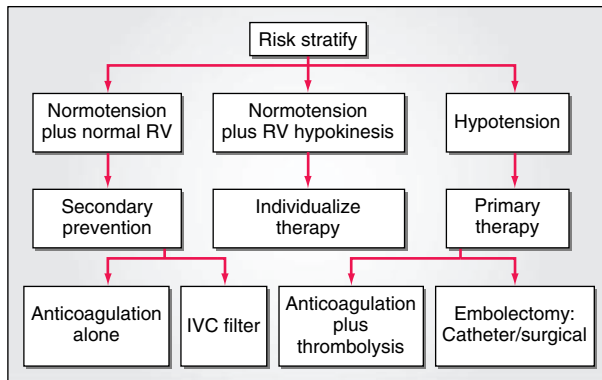 Risk stratify
Normotension
plus normal RV
Normotension
plus RV hypokinesis
Hypotension
Secondary
prevention
Individualize
therapy
Primary
therapy
Anticoagulation
alone
IVC filter
Anticoagulation
plus
thrombolysis
Embolectomy:
Catheter/surgical